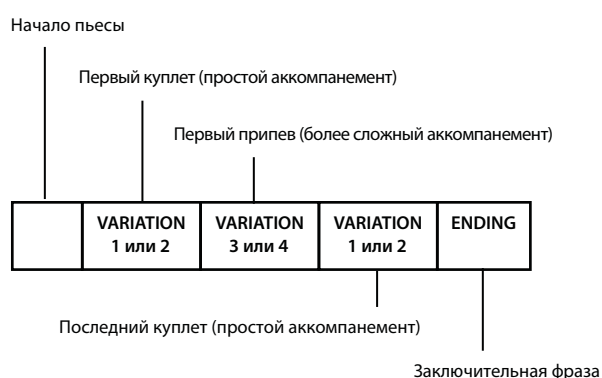 Начало пьесы
Первый куплет (простой аккомпанемент)
Первый припев (более сложный аккомпанемент)
VARIATION
1 или 2
VARIATION
3 или 4
VARIATION
1 или 2
ENDING
Последний куплет (простой аккомпанемент)
Заключительная фраза